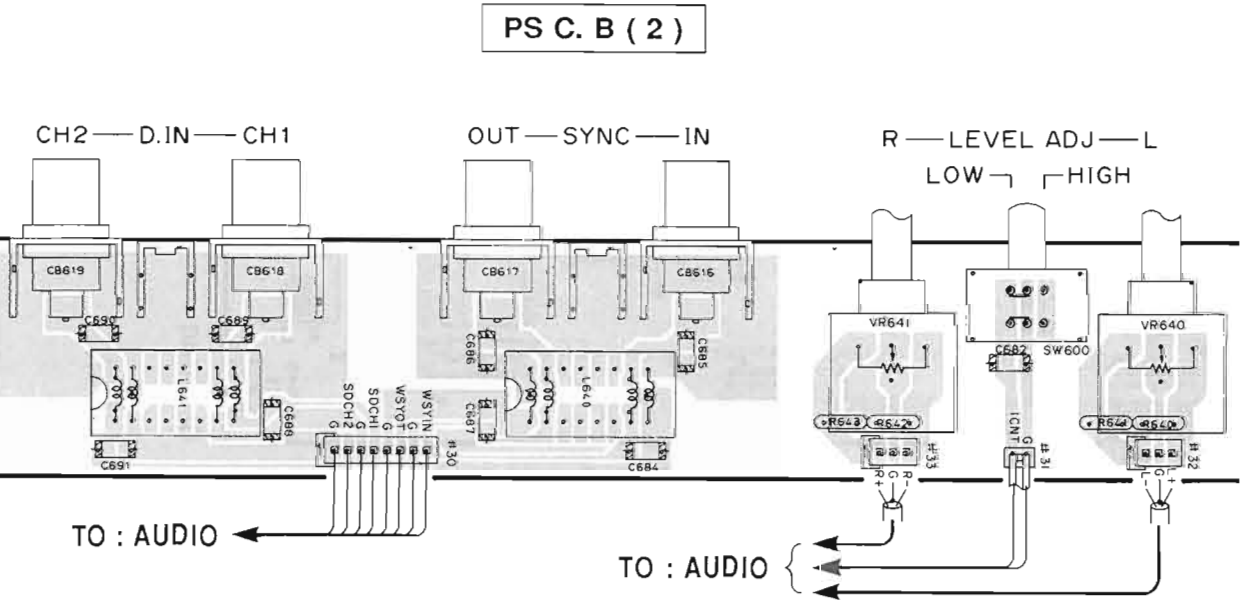 PS C. B ( 2 )
CH2 — D.IN — CH1
OUT — SYNC — IN
R — LEVEL ADJ — L
LOW
HIGH
CB619
CB618
CB617
CB616
C690
C689
C686
C685
VR641
SW600
C682
VR640
L641
L640
C688
C687
C691
C684
G
SDCH2
G
SDCH1
G
WSYOT
G
WSYIN
#30
R643
R642
ICNT
G
#31
R641
R640
#33
#32
R+
G
R-
L-
G
L+
TO : AUDIO
TO : AUDIO